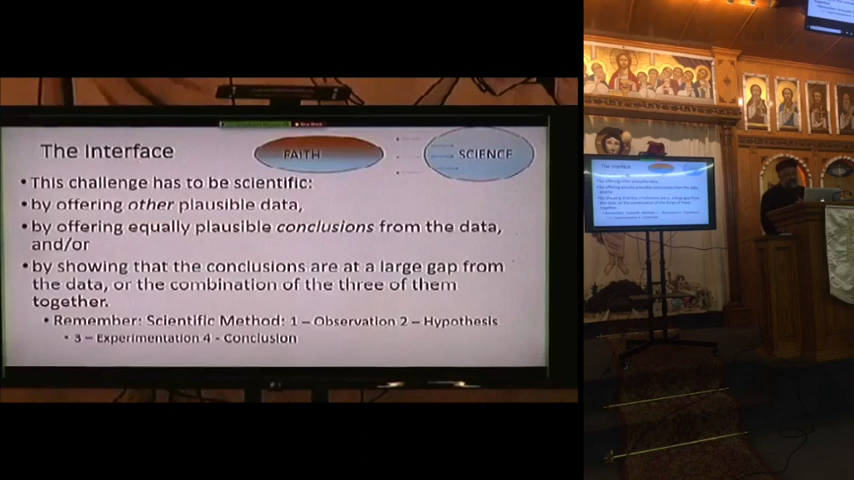 The Interface
FAITH
SCIENCE
•This challenge has to be scientific:
•by offering other plausible data,
•by offering equally plausible conclusions from the data,
and/or
•by showing that the conclusions are at a large gap from
the data, or the combination of the three of them
together.
•Remember: Scientific Method: 1 – Observation 2 – Hypothesis
•3 – Experimentation 4 - Conclusion